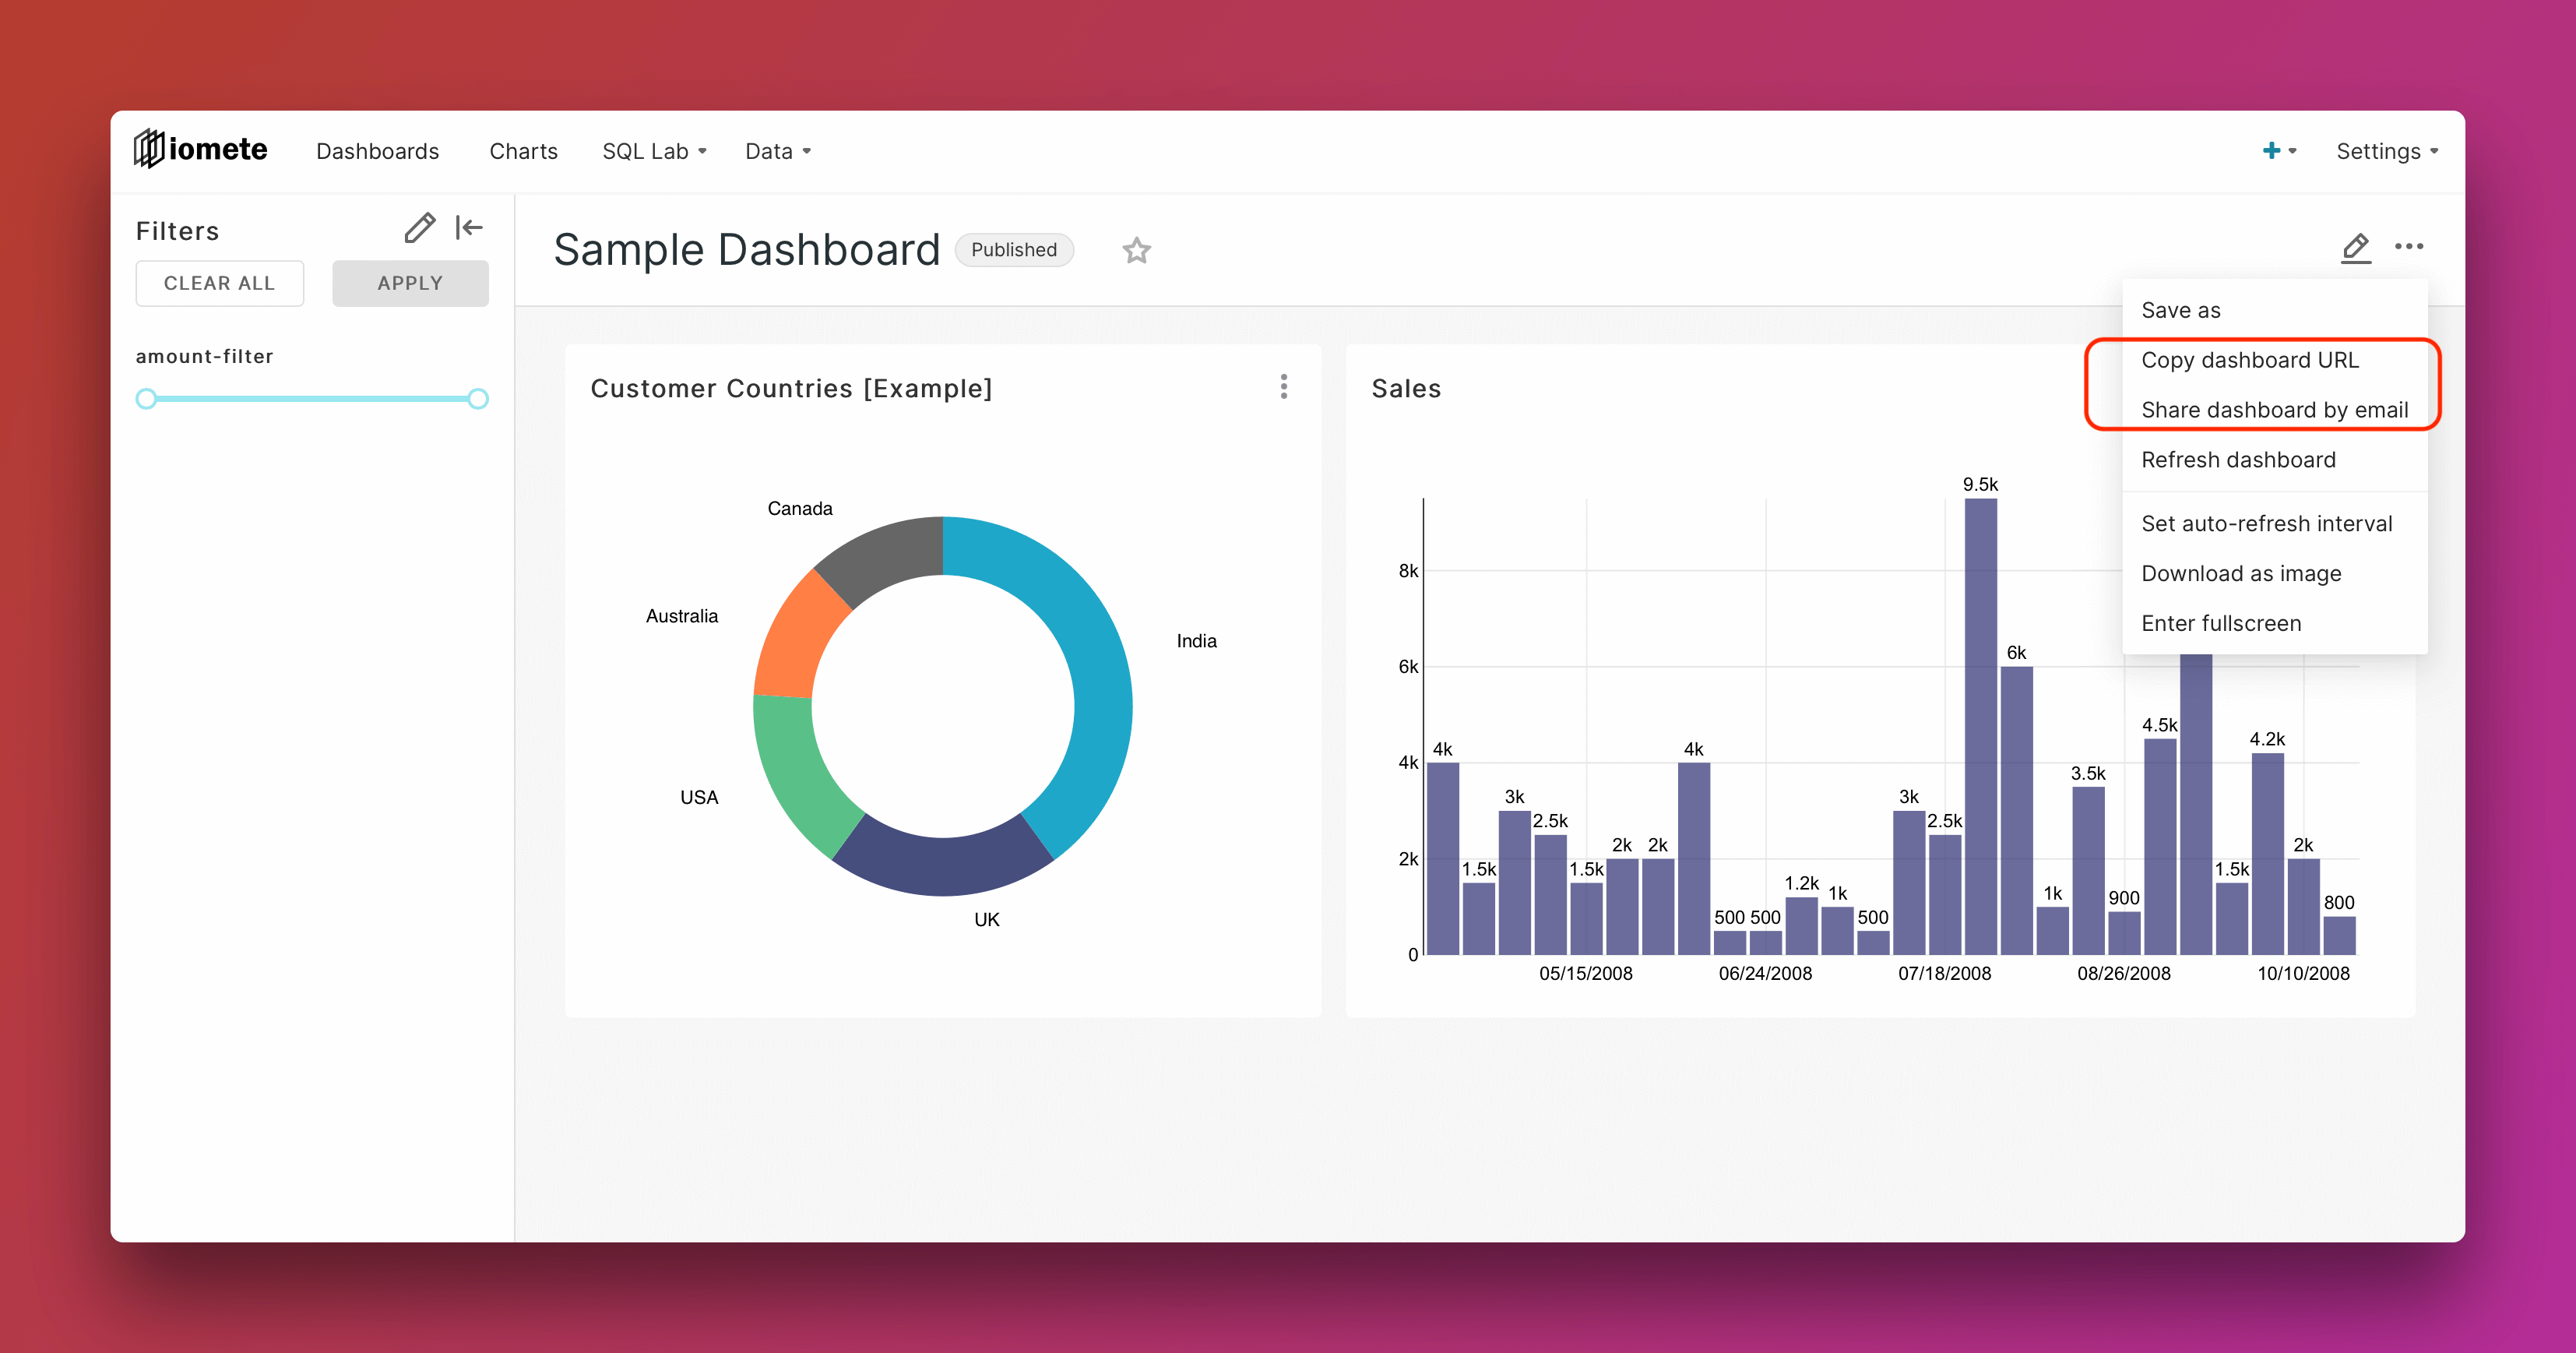 iomete Dashboards Charts SQL Lab Data Settings
Filters
CLEAR ALL APPLY
amount-filter
Sample Dashboard Published
Save as
Copy dashboard URL
Share dashboard by email
Refresh dashboard
Set auto-refresh interval
Download as image
Enter fullscreen
Customer Countries [Example]
Canada
Australia
India
USA
UK
Sales
8k
6k
4k
2k
0
4k 1.5k 3k 2.5k 1.5k 2k 2k 4k 500 500 1.2k 1k 500 3k 2.5k 9.5k 6k 1k 3.5k 900 4.5k 1.5k 4.2k 2k 800
05/15/2008 06/24/2008 07/18/2008 08/26/2008 10/10/2008